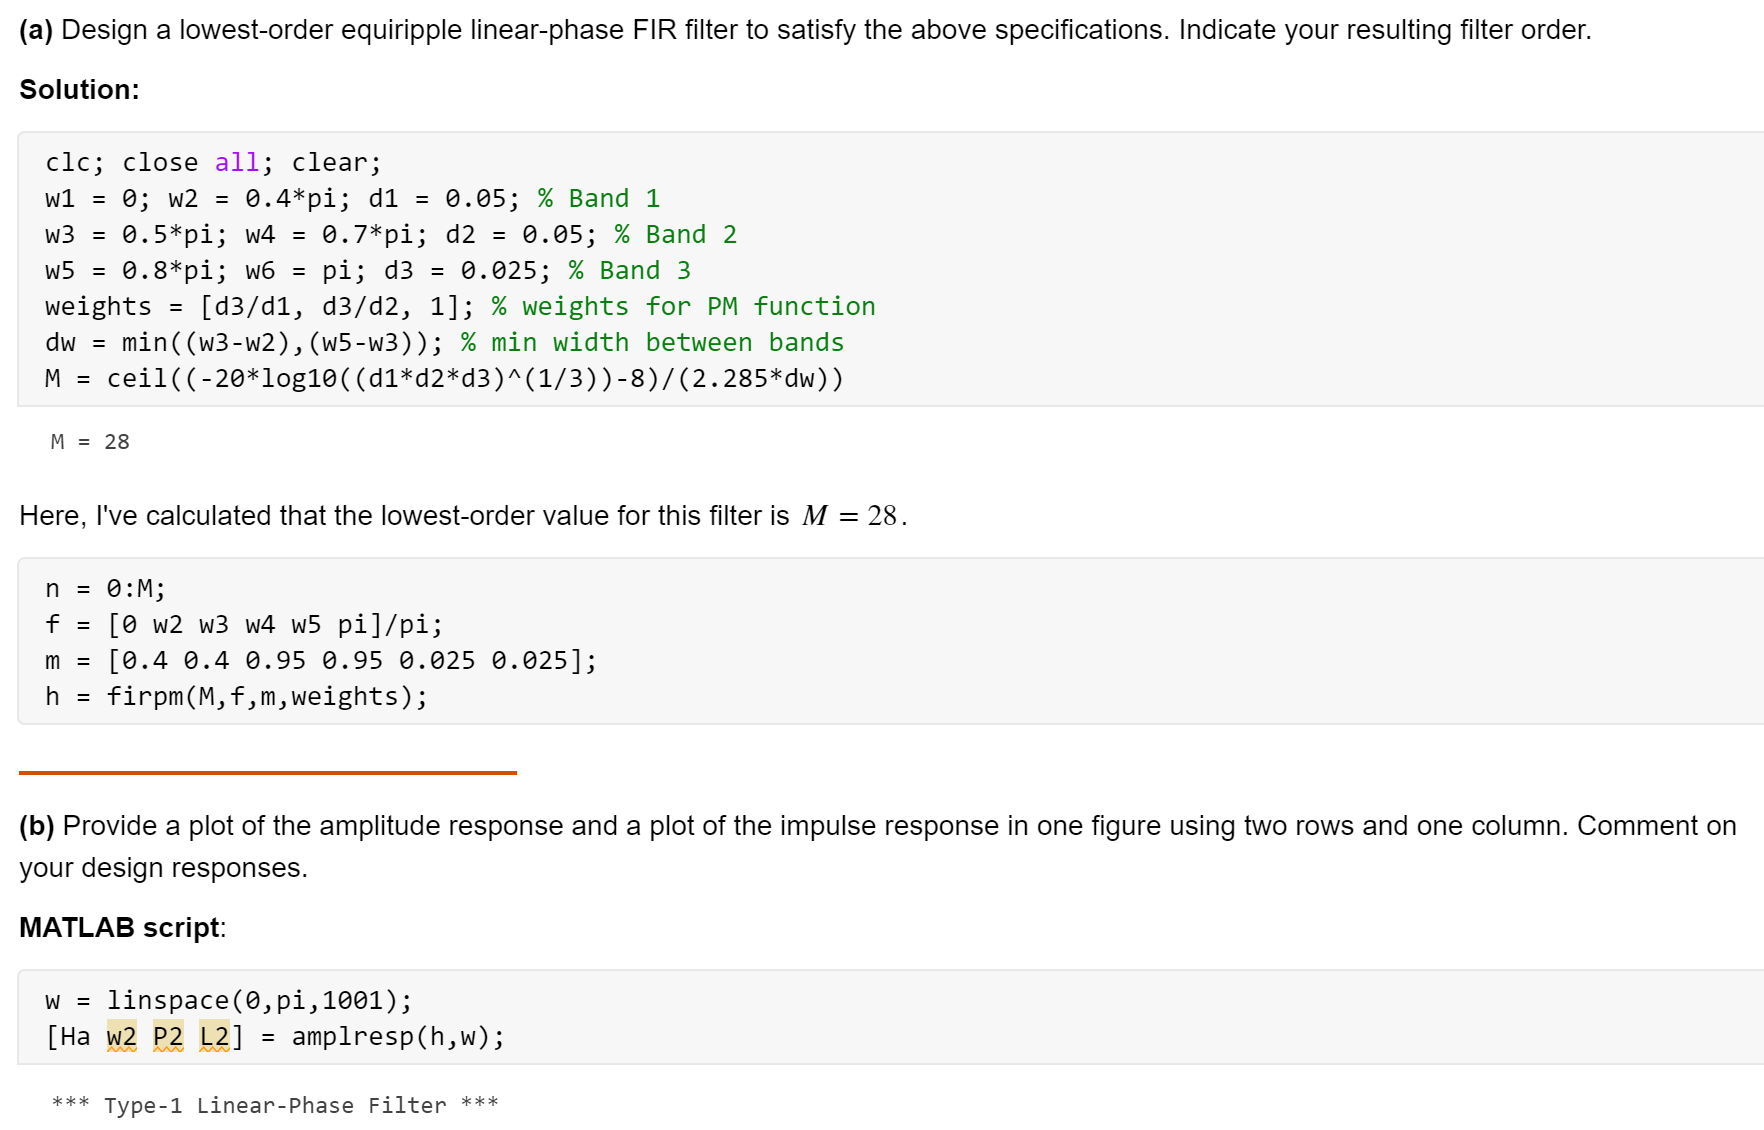 (a) Design a lowest-order equiripple linear-phase FIR filter to satisfy the above specifications. Indicate your resulting filter order.
Solution:
clc; close all; clear;
w1 = 0; w2 = 0.4*pi; d1 = 0.05; % Band 1
w3 = 0.5*pi; w4 = 0.7*pi; d2 = 0.05; % Band 2
w5 = 0.8*pi; w6 = pi; d3 = 0.025; % Band 3
weights = [d3/d1, d3/d2, 1]; % weights for PM function
dw = min((w3-w2),(w5-w3)); % min width between bands
M = ceil((-20*log10((d1*d2*d3)^(1/3))-8)/(2.285*dw))
M = 28
Here, I've calculated that the lowest-order value for this filter is M = 28.
n = 0:M;
f = [0 w2 w3 w4 w5 pi]/pi;
m = [0.4 0.4 0.95 0.95 0.025 0.025];
h = firpm(M,f,m,weights);
(b) Provide a plot of the amplitude response and a plot of the impulse response in one figure using two rows and one column. Comment on
your design responses.
MATLAB script:
w = linspace(0,pi,1001);
[Ha w2 P2 L2] = amplresp(h,w);
*** Type-1 Linear-Phase Filter ***